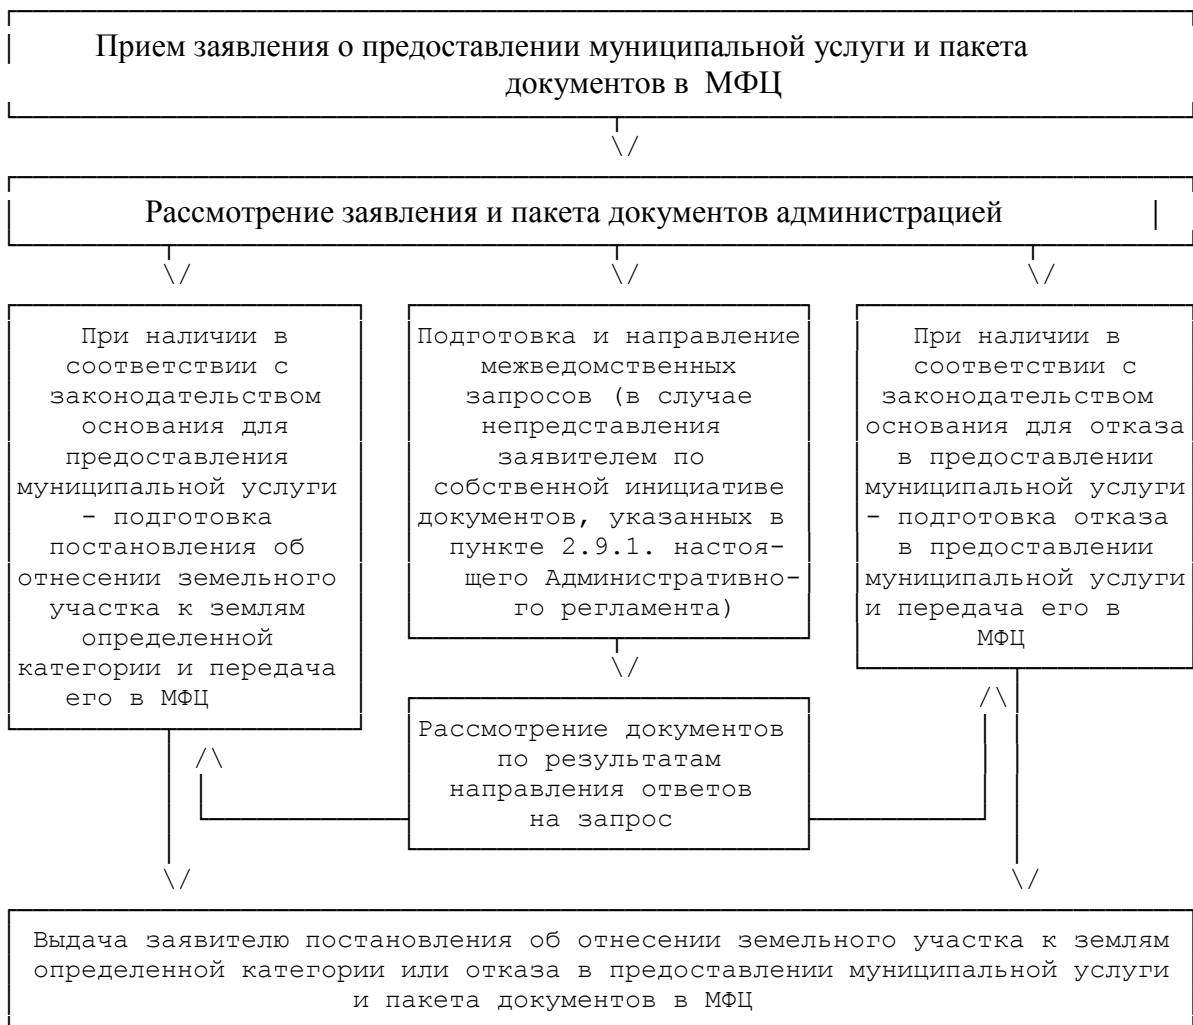 Прием заявления о предоставлении муниципальной услуги и пакета
документов в МФЦ
Рассмотрение заявления и пакета документов администрацией
При наличии в
соответствии с
законодательством
основания для
предоставления
муниципальной услуги
- подготовка
постановления об
отнесении земельного
участка к землям
определенной
категории и передача
его в МФЦ
Подготовка и направление
межведомственных
запросов (в случае
непредставления
заявителем по
собственной инициативе
документов, указанных в
пункте 2.9.1. настоя-
щего Административно-
го регламента)
При наличии в
соответствии с
законодательством
основания для отказа
в предоставлении
муниципальной услуги
- подготовка отказа
в предоставлении
муниципальной услуги
и передача его в
МФЦ
Рассмотрение документов
по результатам
направления ответов
на запрос
Выдача заявителю постановления об отнесении земельного участка к землям
определенной категории или отказа в предоставлении муниципальной услуги
и пакета документов в МФЦ